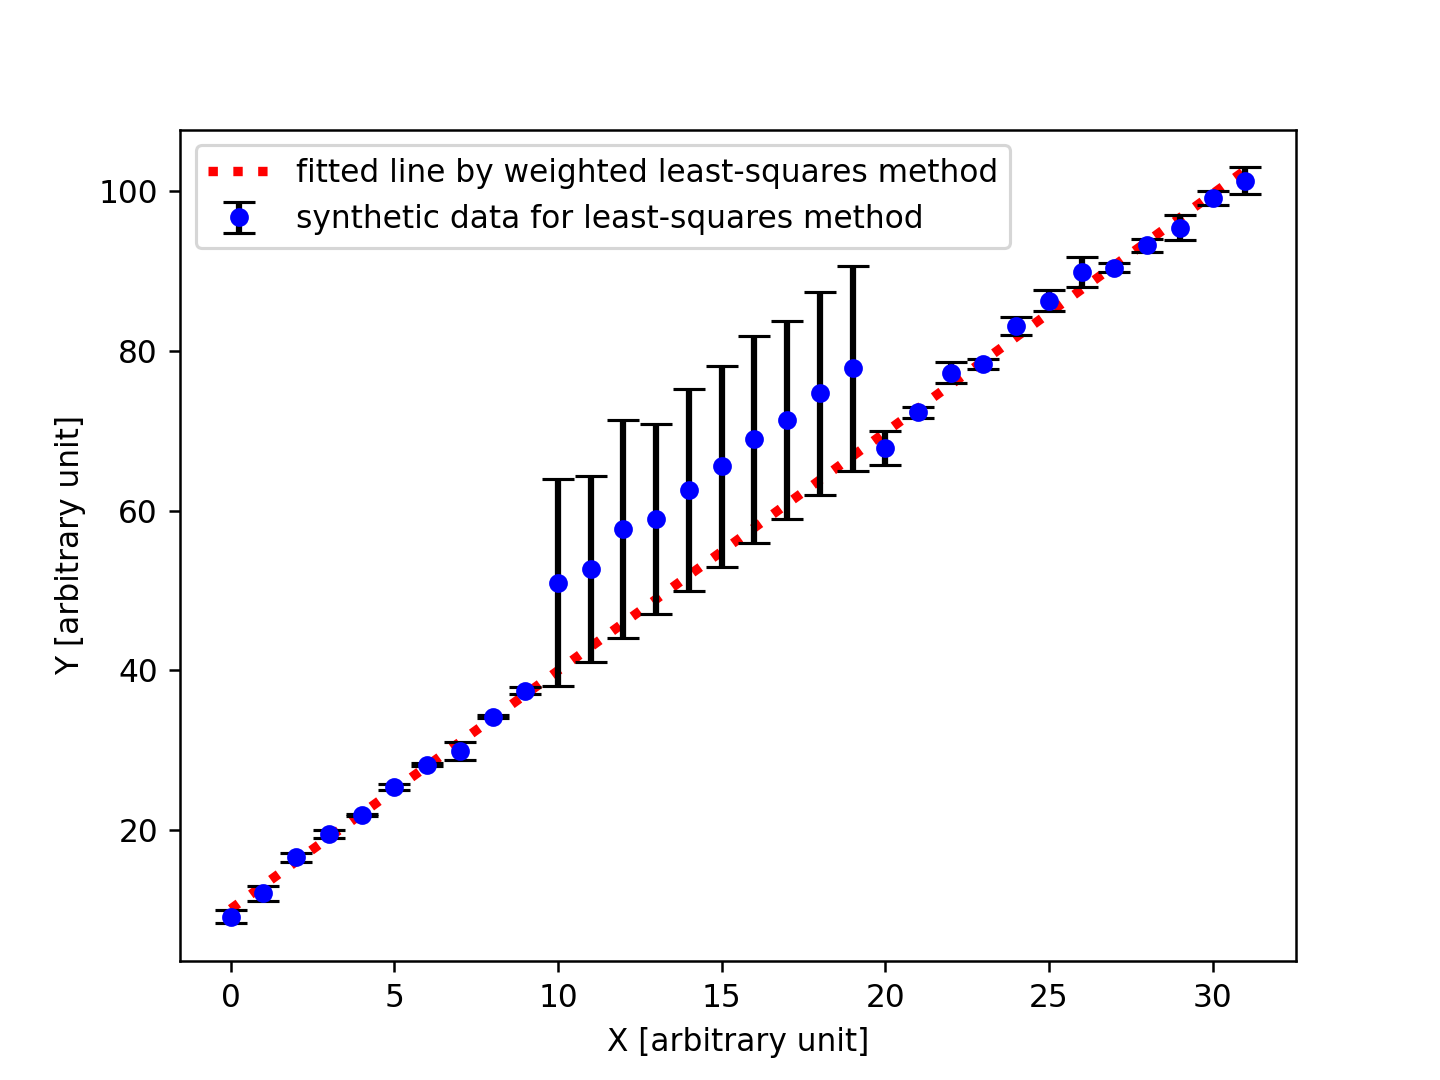 fitted line by weighted least-squares method
synthetic data for least-squares method
100
80
60
40
20
Y [arbitrary unit]
0 5 10 15 20 25 30
X [arbitrary unit]